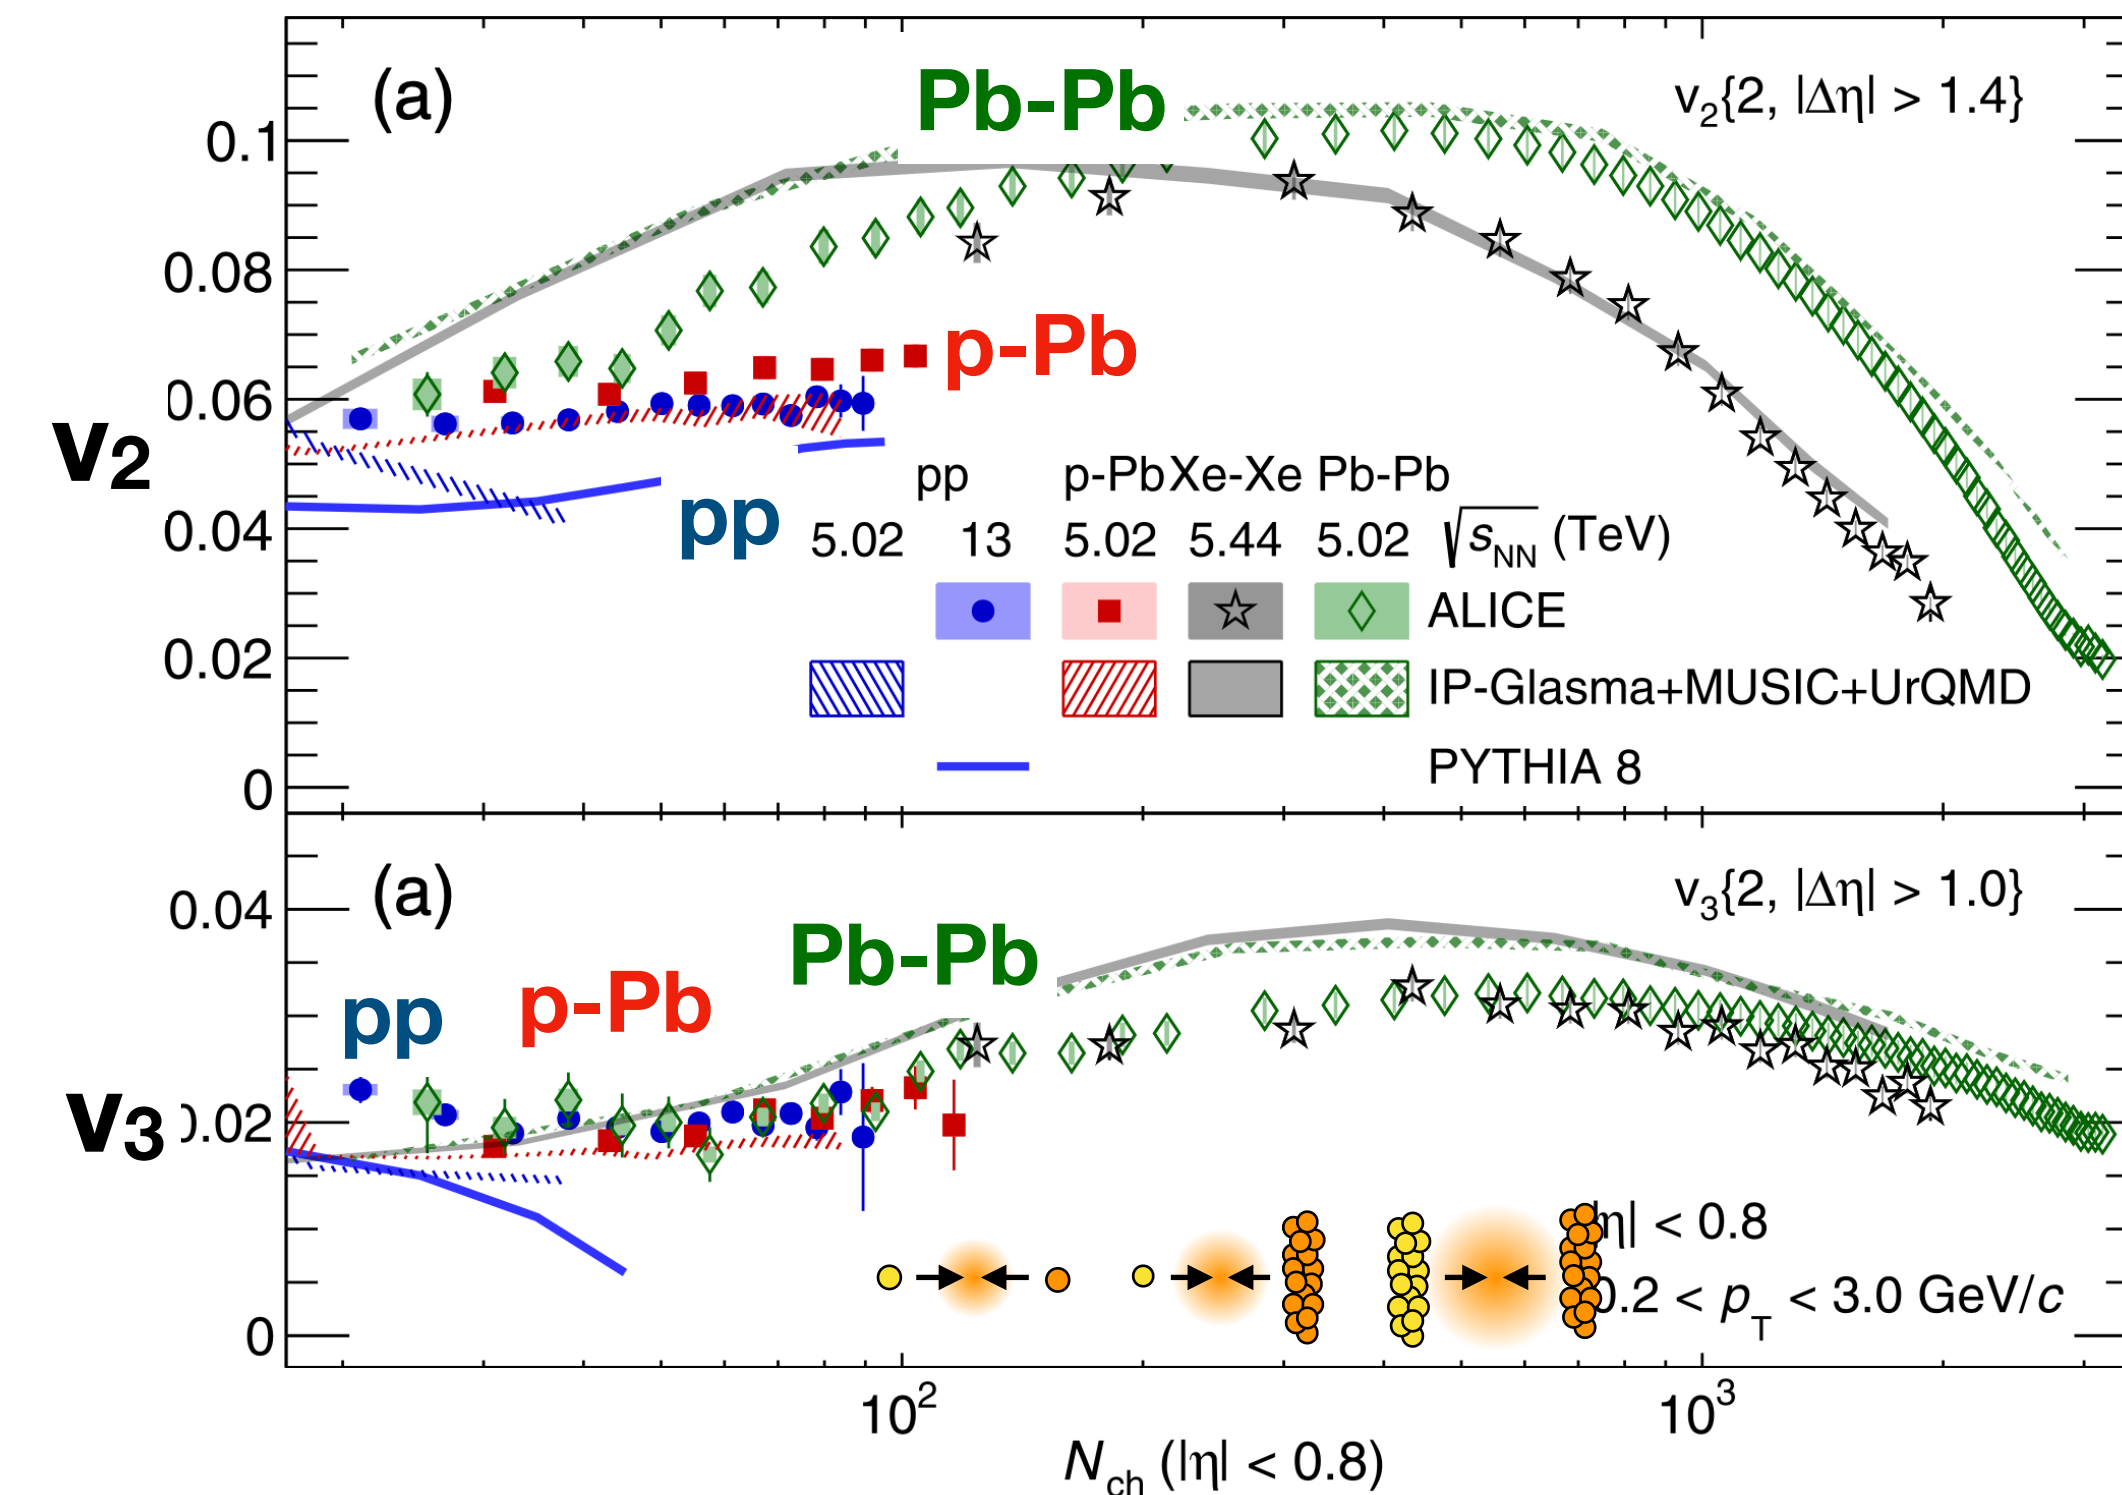 (a)
Pb-Pb
v2{2, |Δη| > 1.4}
0.1
0.08
p-Pb
0.06
v2
pp p-Pb Xe-Xe Pb-Pb
0.04
pp
5.02 13 5.02 5.44 5.02 √sNN (TeV)
ALICE
0.02
IP-Glasma+MUSIC+UrQMD
PYTHIA 8
0
(a)
v3{2, |Δη| > 1.0}
0.04
Pb-Pb
p-Pb
pp
v3
0.02
|η| < 0.8
0.2 < pT < 3.0 GeV/c
0
10² 10³
Nch (|η| < 0.8)